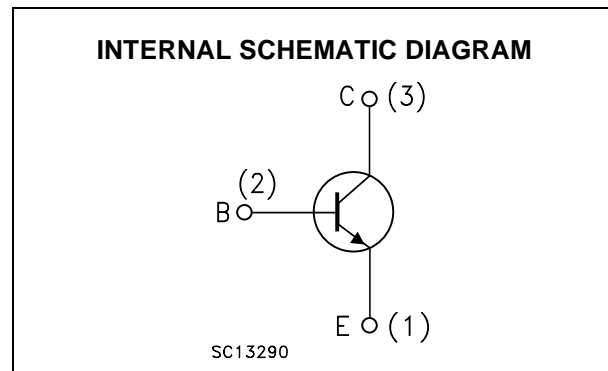 INTERNAL SCHEMATIC DIAGRAM
C (3)
(2)
B
E (1)
SC13290